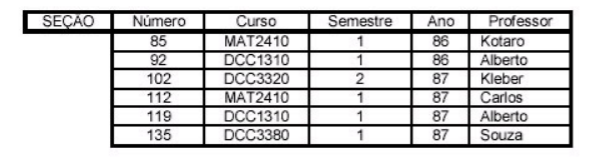 SEÇÃO Número Curso Semestre Ano Professor
85 MAT2410 1 86 Kotaro
92 DCC1310 1 86 Alberto
102 DCC3320 2 87 Kleber
112 MAT2410 1 87 Carlos
119 DCC1310 1 87 Alberto
135 DCC3380 1 87 Souza